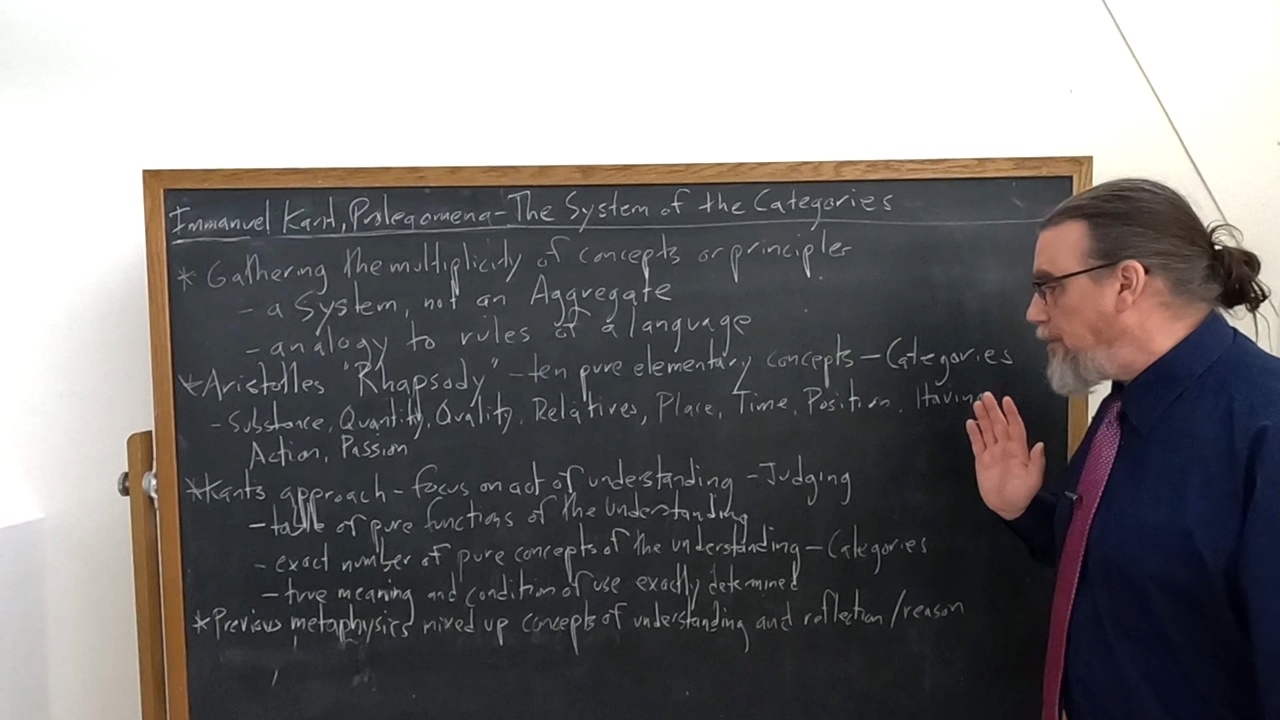 Immanuel Kant, Prolegomena - The System of the Categories
* Gathering the multiplicity of concepts or principles
- a System, not an Aggregate
- analogy to rules of a language
* Aristotles "Rhapsody" - ten pure elementary concepts - Categories
- Substance, Quantity, Quality, Relatives, Place, Time, Position, Having
Action, Passion
* Kants approach - focus on act of understanding - Judging
- table of pure functions of the understanding
- exact number of pure concepts of the understanding - Categories
- true meaning and condition of use exactly determined
* Previous metaphysics mixed up concepts of understanding and reflection/reason